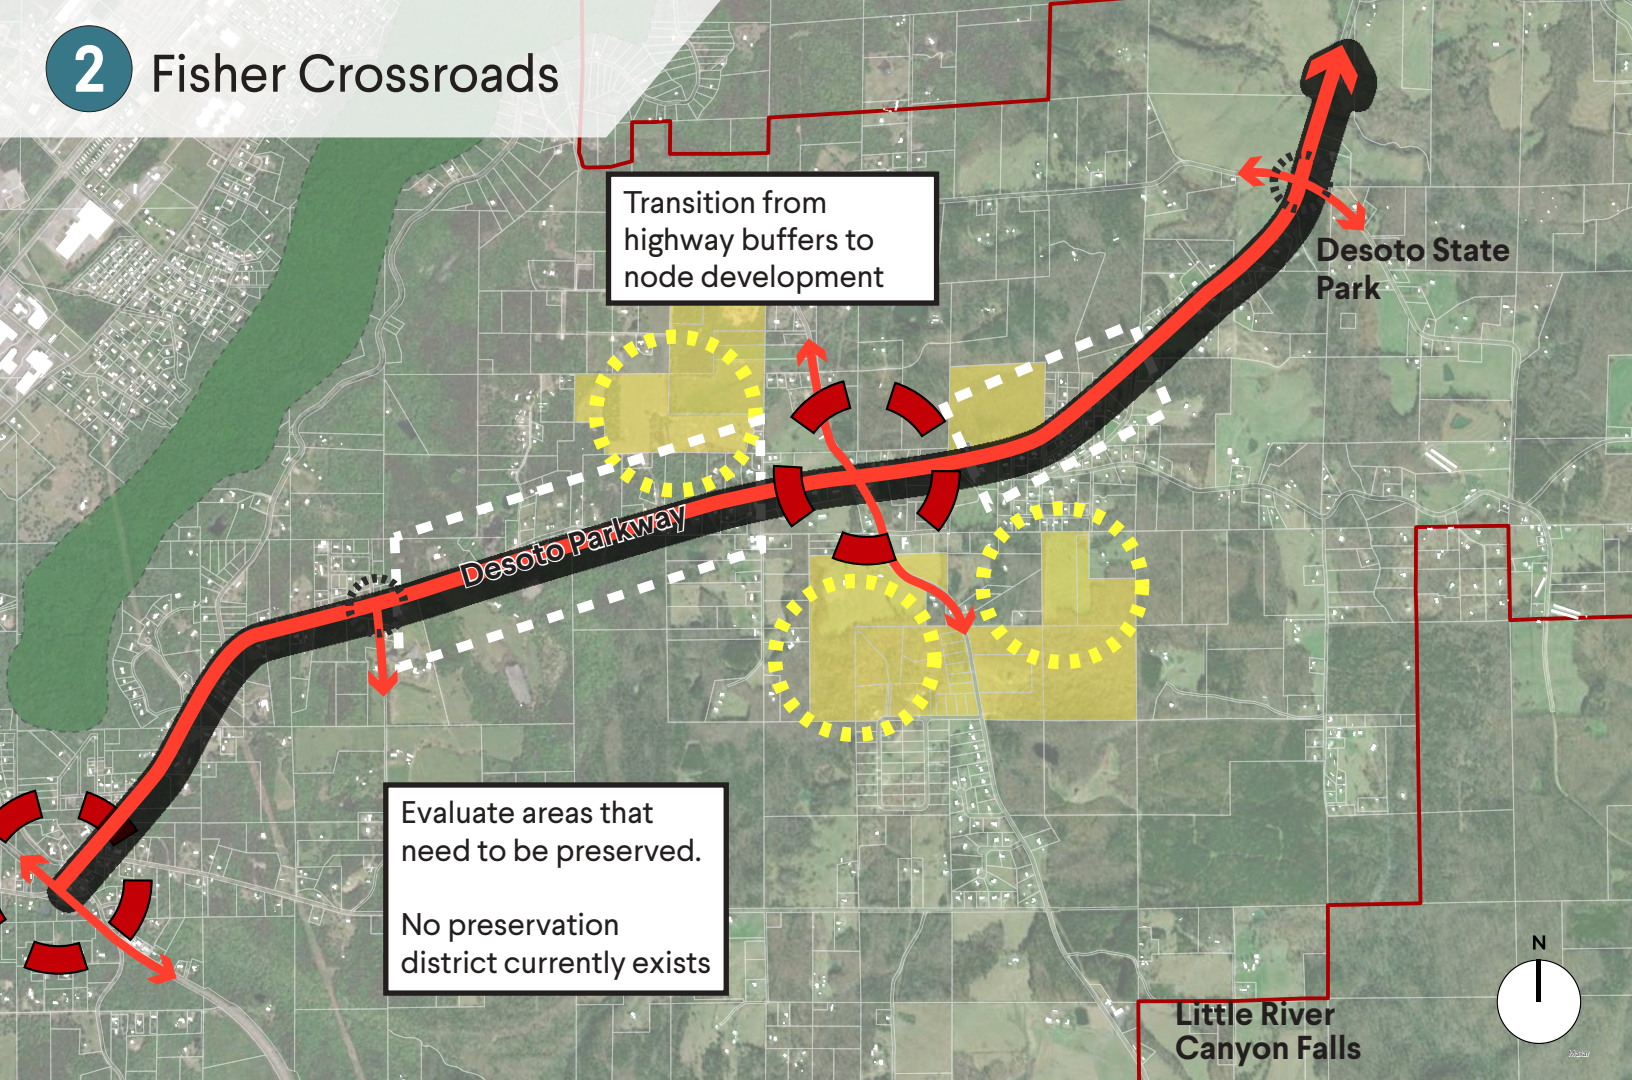 2
Fisher Crossroads
Transition from
highway buffers to
node development
Desoto State
Park
Desoto Parkway
Evaluate areas that
need to be preserved.
No preservation
district currently exists
N
Little River
Canyon Falls
Maxar